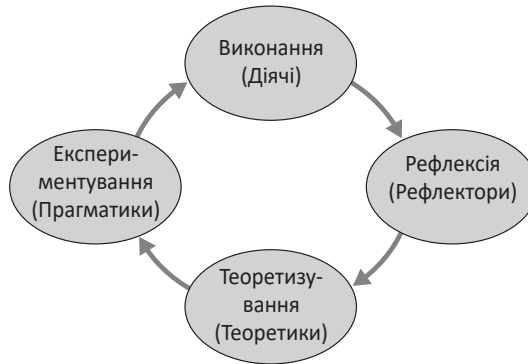 Виконання
(Діячі)
Рефлексія
(Рефлектори)
Теоретизу-
вання
(Теоретики)
Експери-
ментування
(Прагматики)